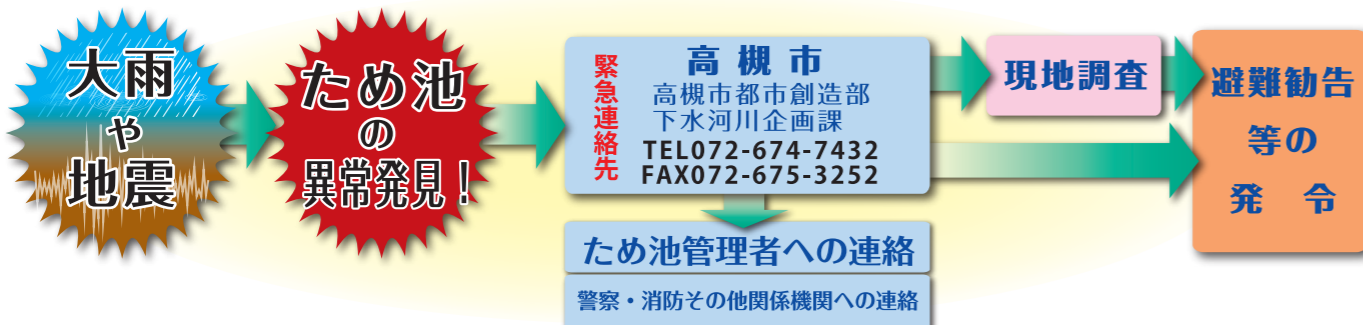 大雨
や
地震
ため池
の
異常発見！
緊急連絡先
高槻市
高槻市都市創造部
下水河川企画課
TEL072-674-7432
FAX072-675-3252
現地調査
避難勧告
等の
発令
ため池管理者への連絡
警察・消防その他関係機関への連絡